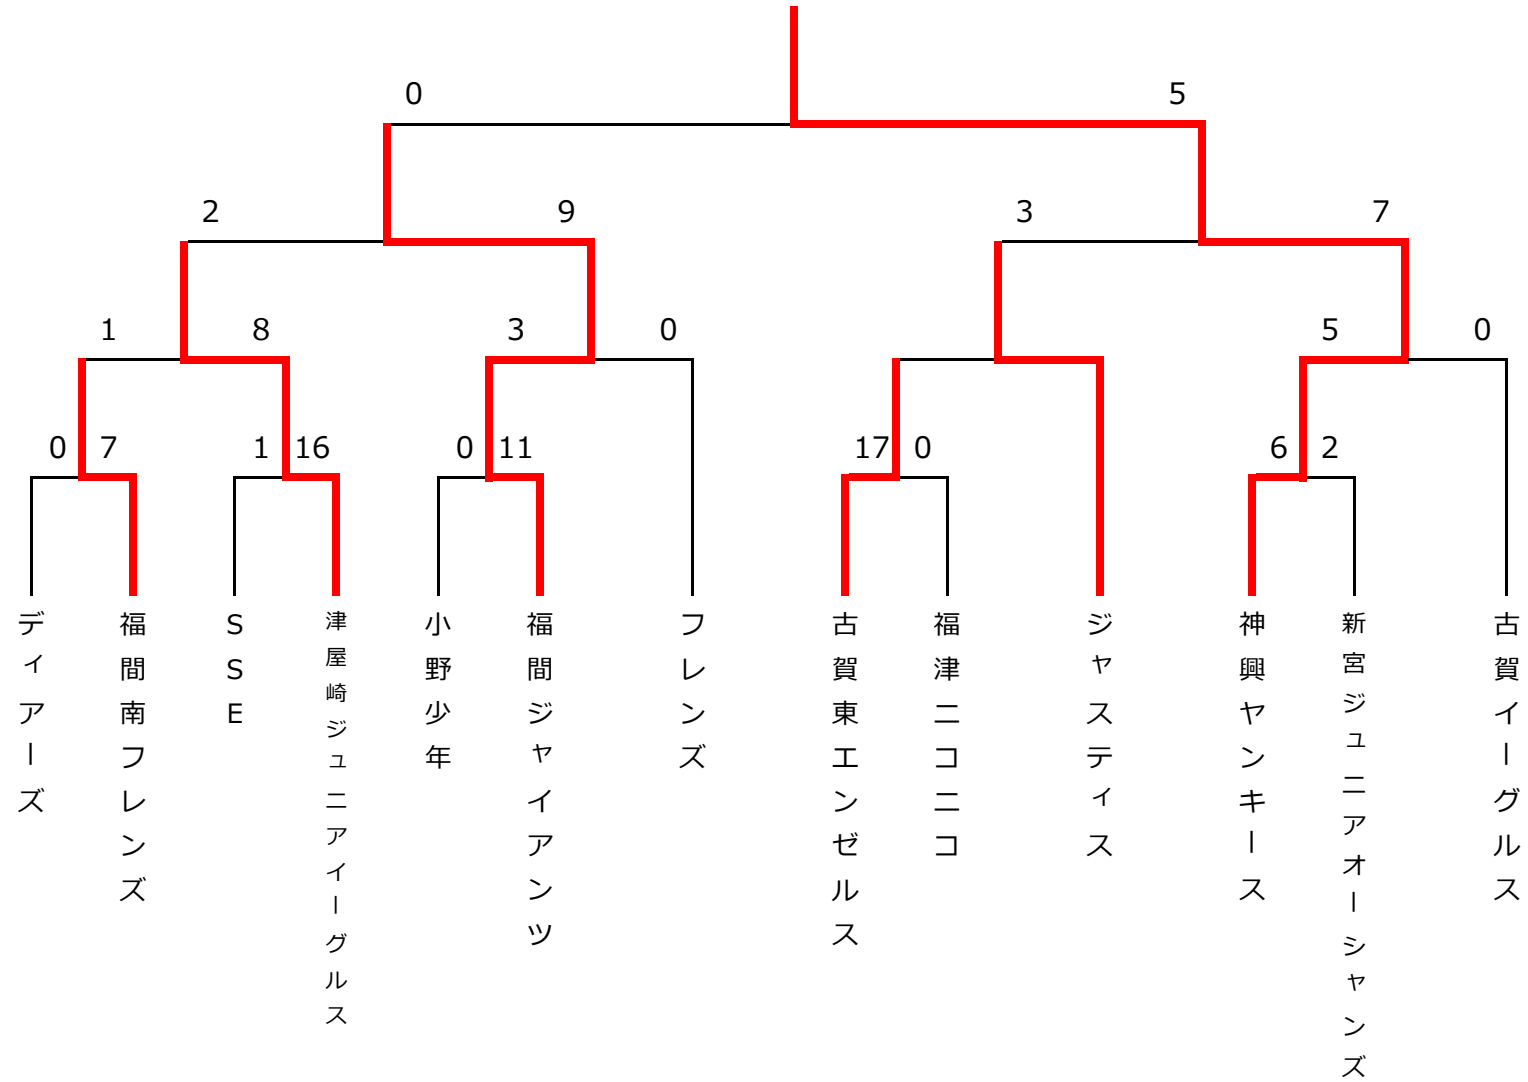 0 5
2 9 3 7
1 8 3 0 5 0
0 7 1 16 0 11 17 0 6 2
ディアーズ
福間南フレンズ
SSE
津屋崎ジュニアイーグルス
小野少年
福間ジャイアンツ
フレンズ
古賀東エンゼルス
福津ニコニコ
ジャスティス
神興ヤンキース
新宮ジュニアオーシャンズ
古賀イーグルス